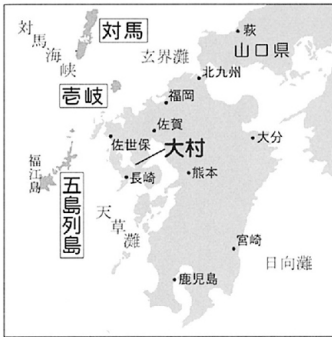 対馬海峡
対馬
玄界灘
萩
山口県
北九州
壱岐
福岡
佐賀
佐世保
大村
大分
福江島
五島列島
長崎
熊本
天草灘
宮崎
日向灘
鹿児島